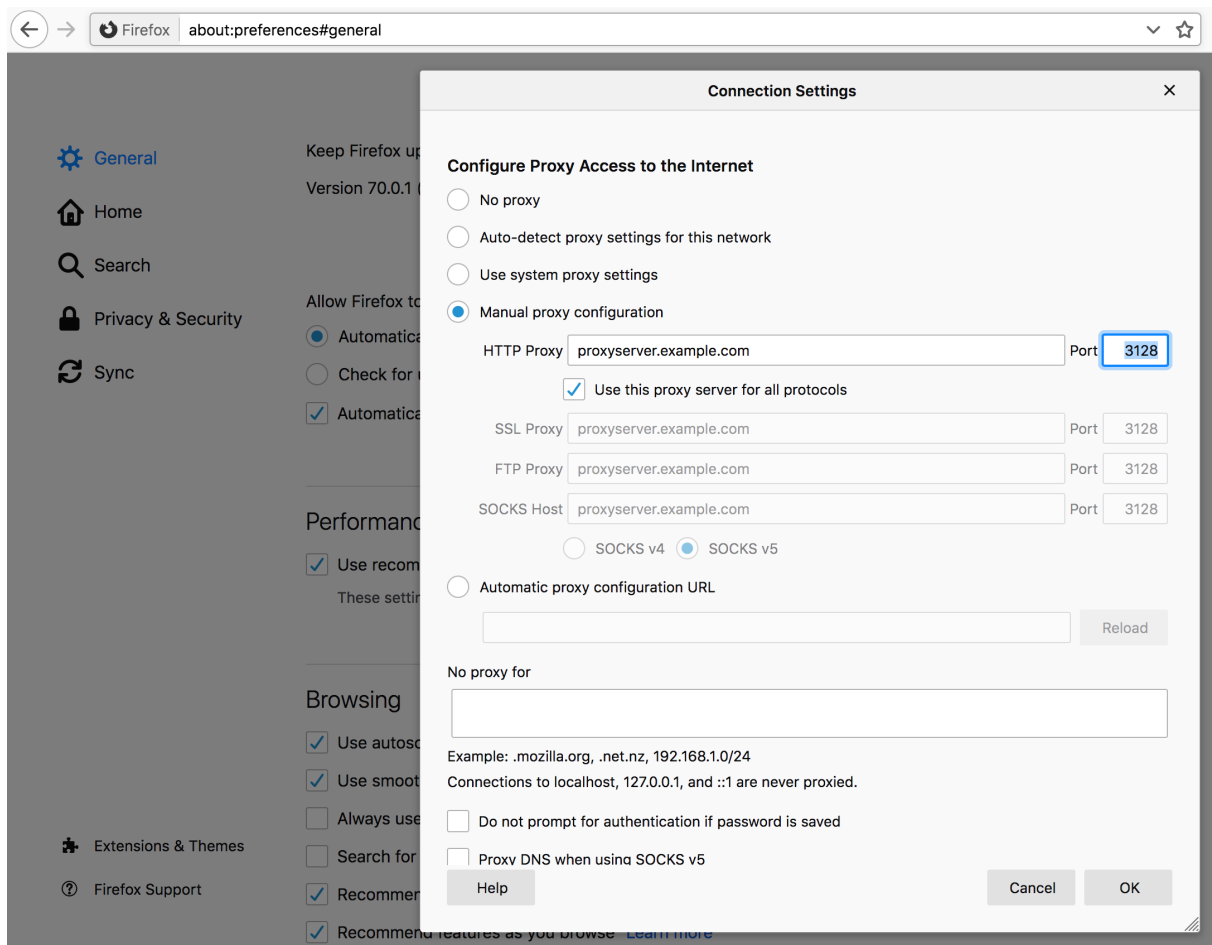 Firefox about:preferences#general
Connection Settings
General
Home
Search
Privacy & Security
Sync
Extensions & Themes
Firefox Support
Keep Firefox up
Version 70.0.1 (
Allow Firefox to
Automatica
Check for u
Automatica
Performanc
Use recom
These settin
Browsing
Use autosc
Use smoot
Always use
Search for
Recommen
Recommend features as you browse Learn more
Configure Proxy Access to the Internet
No proxy
Auto-detect proxy settings for this network
Use system proxy settings
Manual proxy configuration
HTTP Proxy proxyserver.example.com Port 3128
Use this proxy server for all protocols
SSL Proxy proxyserver.example.com Port 3128
FTP Proxy proxyserver.example.com Port 3128
SOCKS Host proxyserver.example.com Port 3128
SOCKS v4 SOCKS v5
Automatic proxy configuration URL
Reload
No proxy for
Example: .mozilla.org, .net.nz, 192.168.1.0/24
Connections to localhost, 127.0.0.1, and ::1 are never proxied.
Do not prompt for authentication if password is saved
Proxy DNS when using SOCKS v5
Help Cancel OK